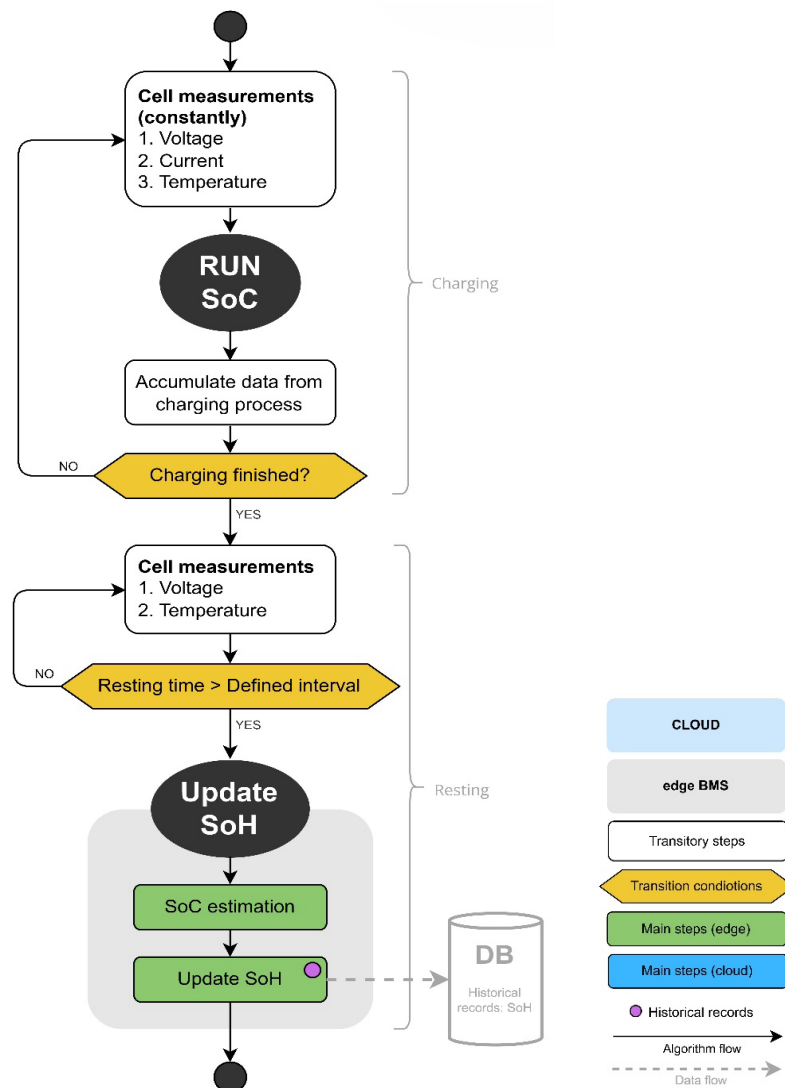 Cell measurements
(constantly)
1. Voltage
2. Current
3. Temperature
RUN
SoC
Charging
Accumulate data from
charging process
NO
Charging finished?
YES
Cell measurements
1. Voltage
2. Temperature
NO
Resting time > Defined interval
YES
Update
SoH
Resting
SoC estimation
Update SoH
DB
Historical
records: SoH
CLOUD
edge BMS
Transitory steps
Transition condiotions
Main steps (edge)
Main steps (cloud)
Historical records
Algorithm flow
Data flow